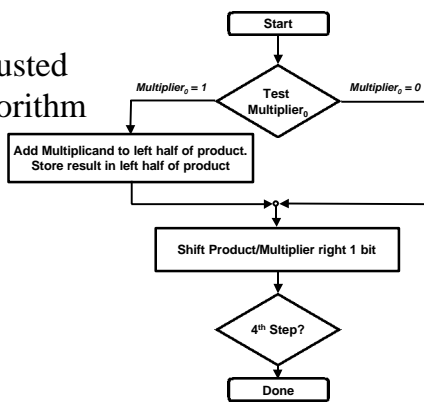 Start
usted
orithm
Multiplier0 = 1
Test
Multiplier0
Multiplier0 = 0
Add Multiplicand to left half of product.
Store result in left half of product
Shift Product/Multiplier right 1 bit
4th Step?
Done